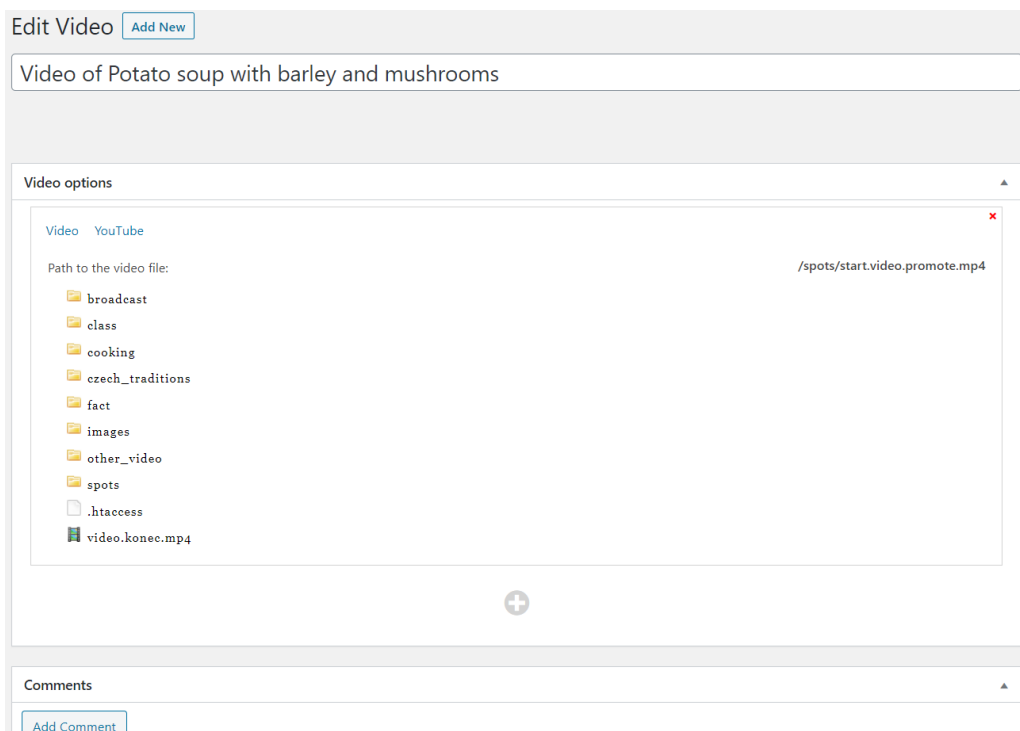 Edit Video Add New
Video of Potato soup with barley and mushrooms
Video options
Video YouTube
Path to the video file: /spots/start.video.promote.mp4
broadcast
class
cooking
czech_traditions
fact
images
other_video
spots
.htaccess
video.konec.mp4
Comments
Add Comment